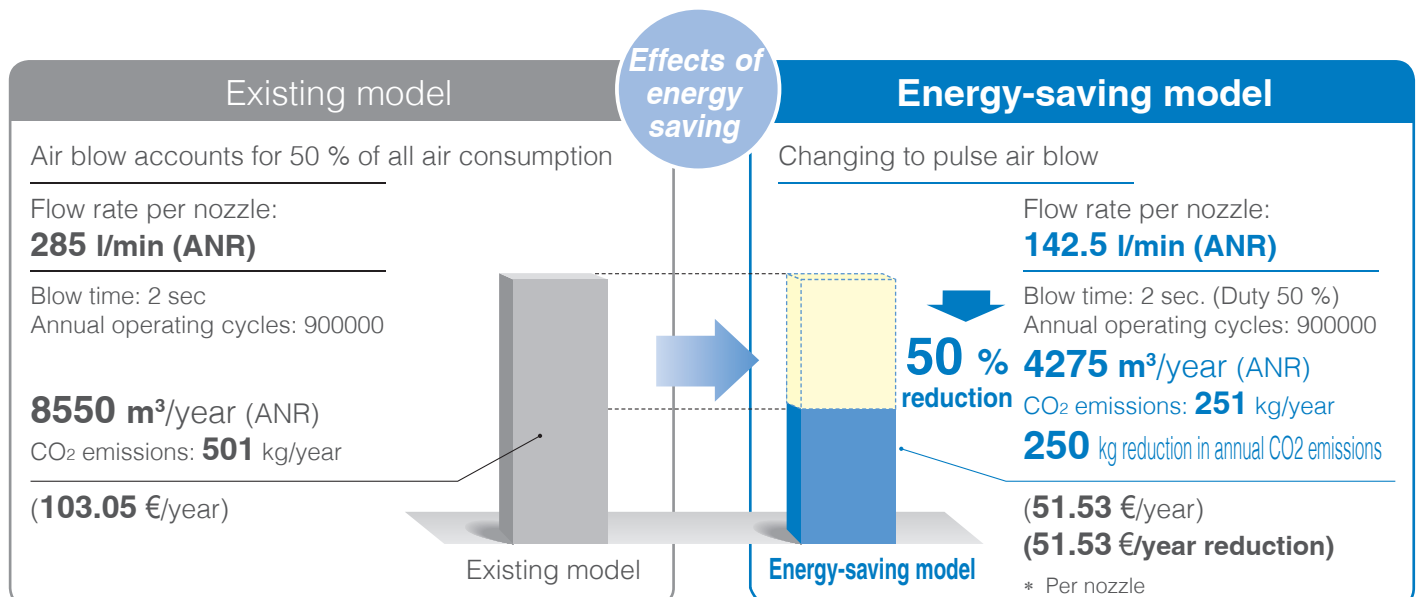 Effects of
energy
saving
Existing model
Air blow accounts for 50 % of all air consumption
Flow rate per nozzle:
285 l/min (ANR)
Blow time: 2 sec
Annual operating cycles: 900000
8550 m³/year (ANR)
CO2 emissions: 501 kg/year
(103.05 €/year)
Existing model
Energy-saving model
Changing to pulse air blow
Flow rate per nozzle:
142.5 l/min (ANR)
Blow time: 2 sec. (Duty 50 %)
Annual operating cycles: 900000
50 %
reduction
4275 m³/year (ANR)
CO2 emissions: 251 kg/year
250 kg reduction in annual CO2 emissions
(51.53 €/year)
(51.53 €/year reduction)
* Per nozzle
Energy-saving model